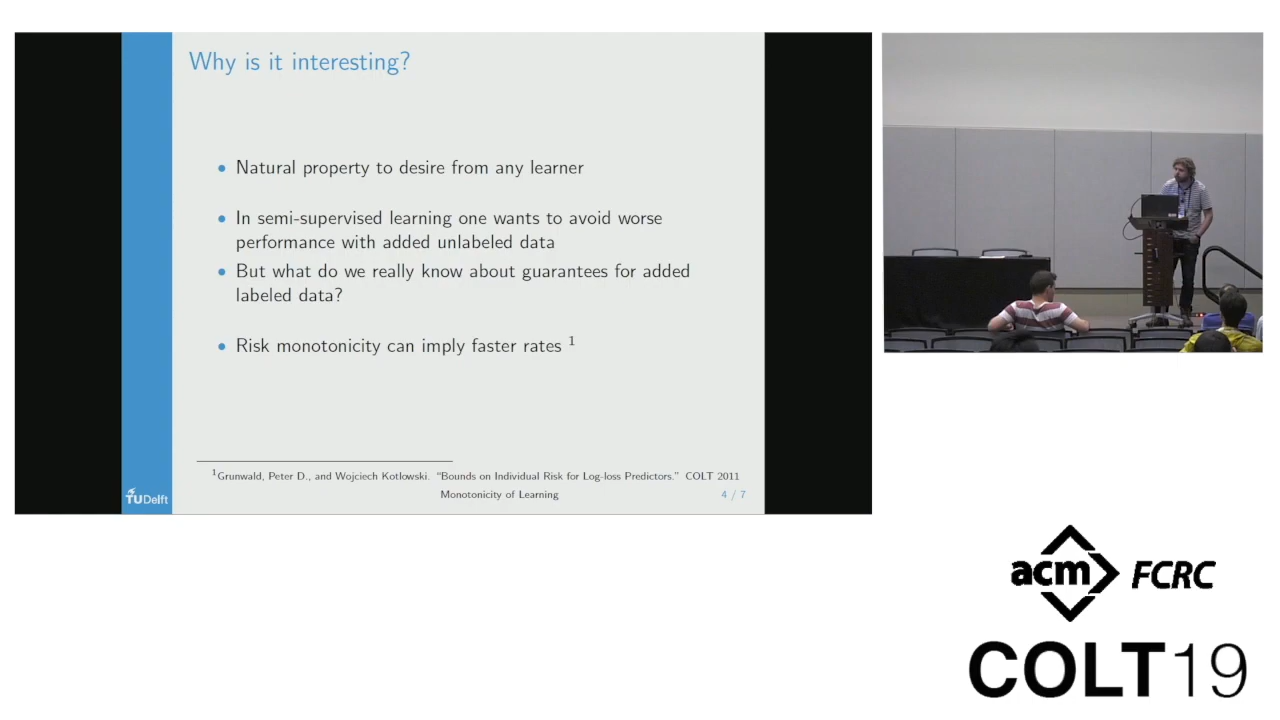 Why is it interesting?
• Natural property to desire from any learner
• In semi-supervised learning one wants to avoid worse
performance with added unlabeled data
• But what do we really know about guarantees for added
labeled data?
• Risk monotonicity can imply faster rates 1
1Grunwald, Peter D., and Wojciech Kotlowski. "Bounds on Individual Risk for Log-loss Predictors." COLT 2011
TUDelft
Monotonicity of Learning
4 / 7
acm FCRC
COLT19